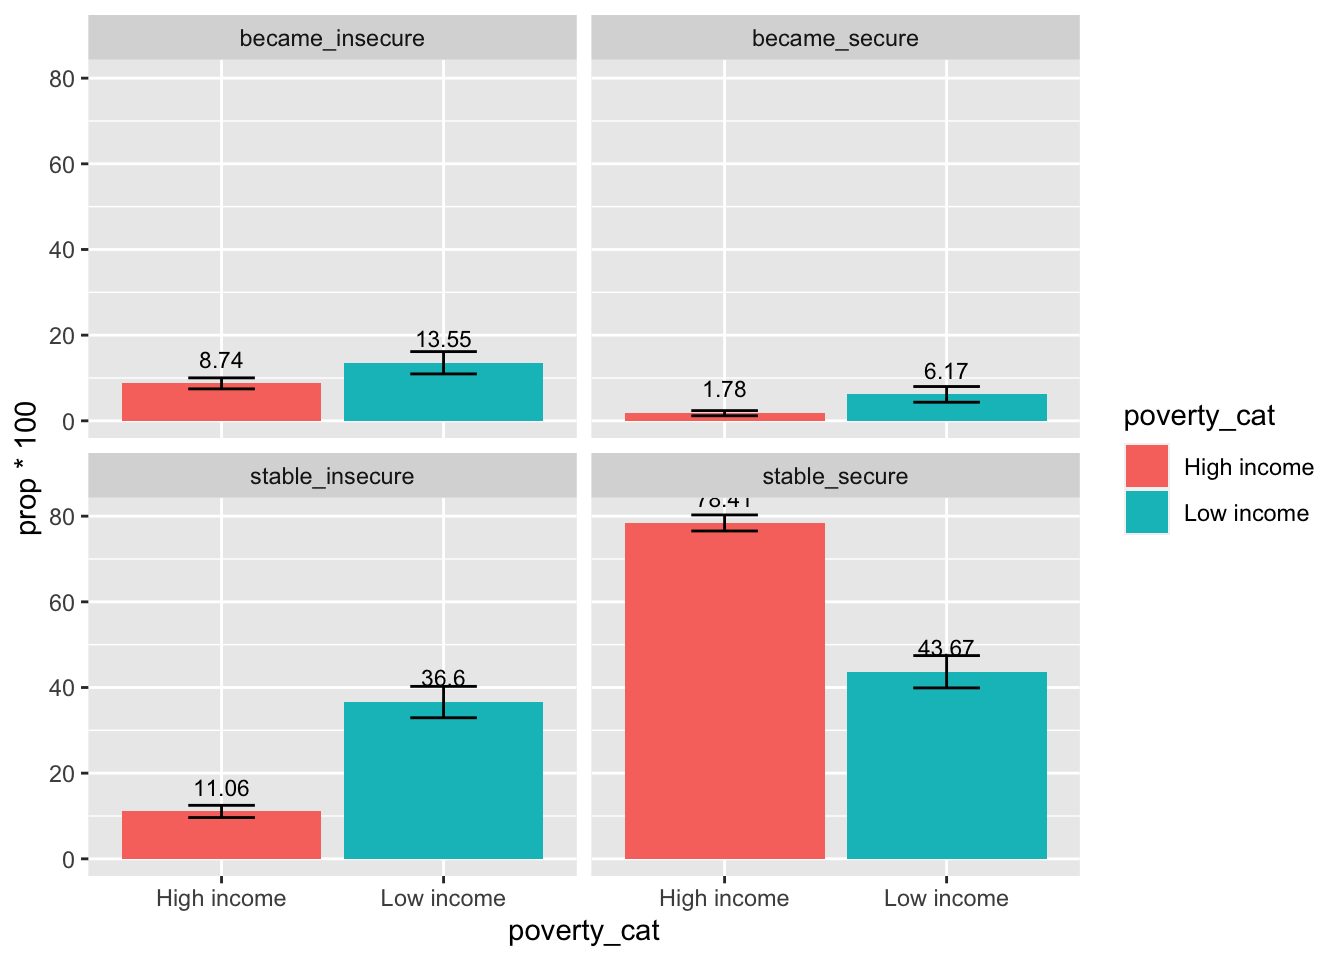 became_insecure
became_secure
80
60
40
20
0
8.74
13.55
1.78
6.17
stable_insecure
stable_secure
80
60
40
20
0
11.06
36.6
78.41
43.67
High income
Low income
High income
Low income
poverty_cat
prop * 100
poverty_cat
High income
Low income